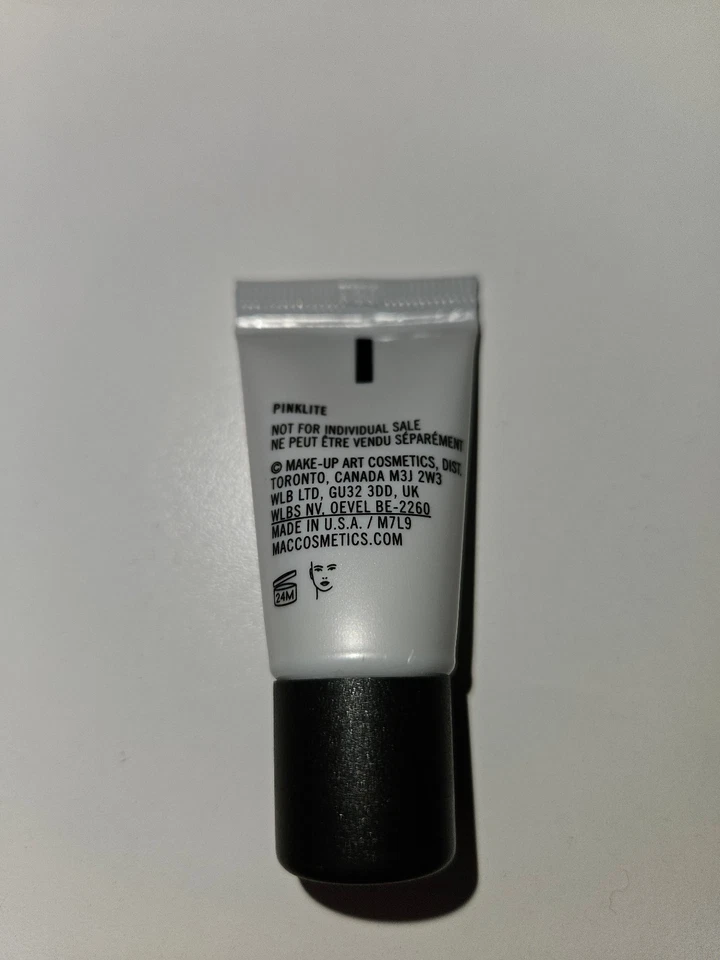 PINKLITE
NOT FOR INDIVIDUAL SALE
NE PEUT ÊTRE VENDU SÉPARÉMENT
© MAKE-UP ART COSMETICS, DIST.
TORONTO, CANADA M3J 2W3
WLB LTD, GU32 3DD, UK
WLBS NV, OEVEL BE-2260
MADE IN U.S.A. / M7L9
MACCOSMETICS.COM
24M